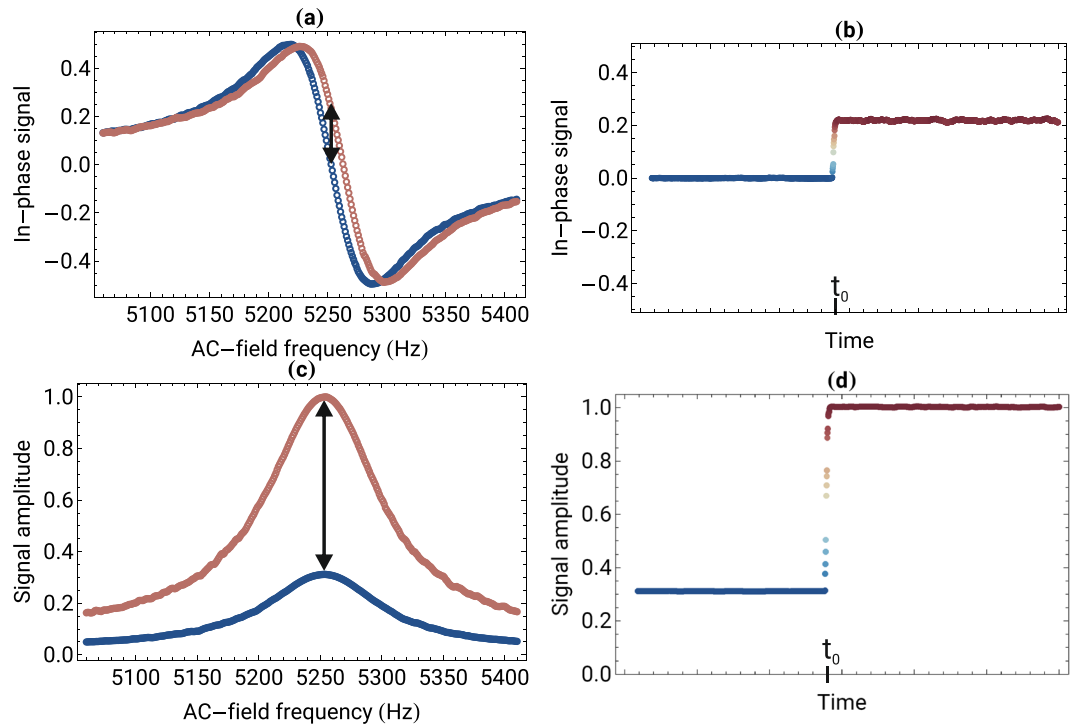 (a)
In−phase signal
0.4
0.2
0.0
−0.2
−0.4
5100 5150 5200 5250 5300 5350 5400
AC−field frequency (Hz)
(b)
In−phase signal
0.4
0.2
0.0
−0.2
−0.4
t0
Time
(c)
Signal amplitude
1.0
0.8
0.6
0.4
0.2
0.0
5100 5150 5200 5250 5300 5350 5400
AC−field frequency (Hz)
(d)
Signal amplitude
1.0
0.8
0.6
0.4
0.2
0.0
t0
Time